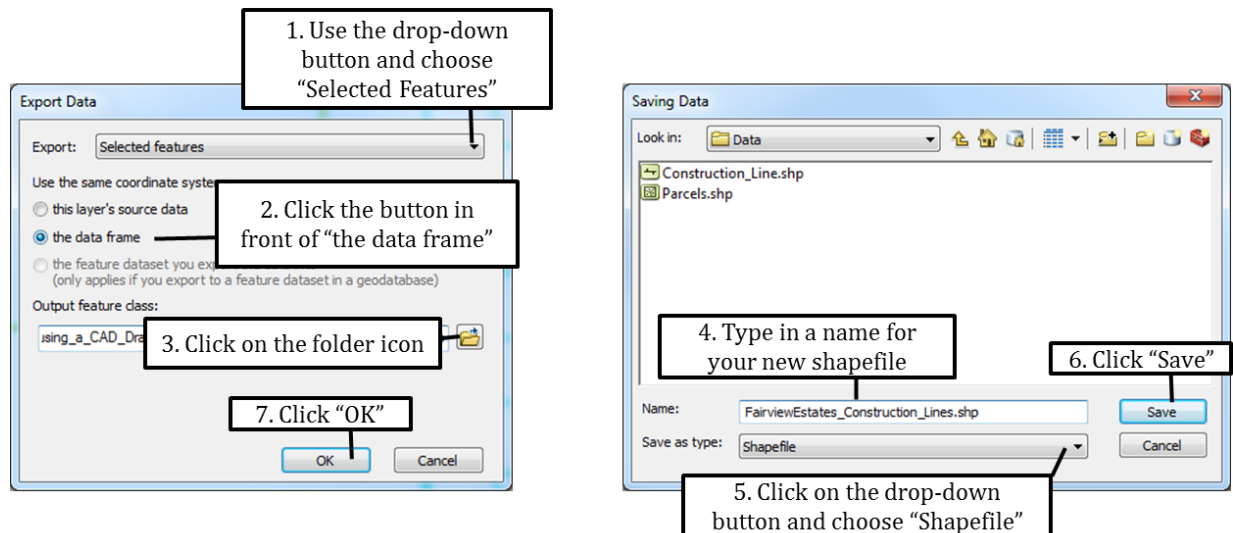 1. Use the drop-down
button and choose
“Selected Features”
Export Data
Export:
Selected features
Use the same coordinate syste
this layer's source data
2. Click the button in
front of “the data frame”
the data frame
the feature dataset you
(only applies if you export to a feature dataset in a geodatabase)
Output feature class:
using_a_CAD_Dra
3. Click on the folder icon
7. Click “OK”
OK
Cancel
Saving Data
Look in:
Data
Construction_Line.shp
Parcels.shp
4. Type in a name for
your new shapefile
6. Click “Save”
Name:
FairviewEstates_Construction_Lines.shp
Save
Save as type:
Shapefile
Cancel
5. Click on the drop-down
button and choose “Shapefile”